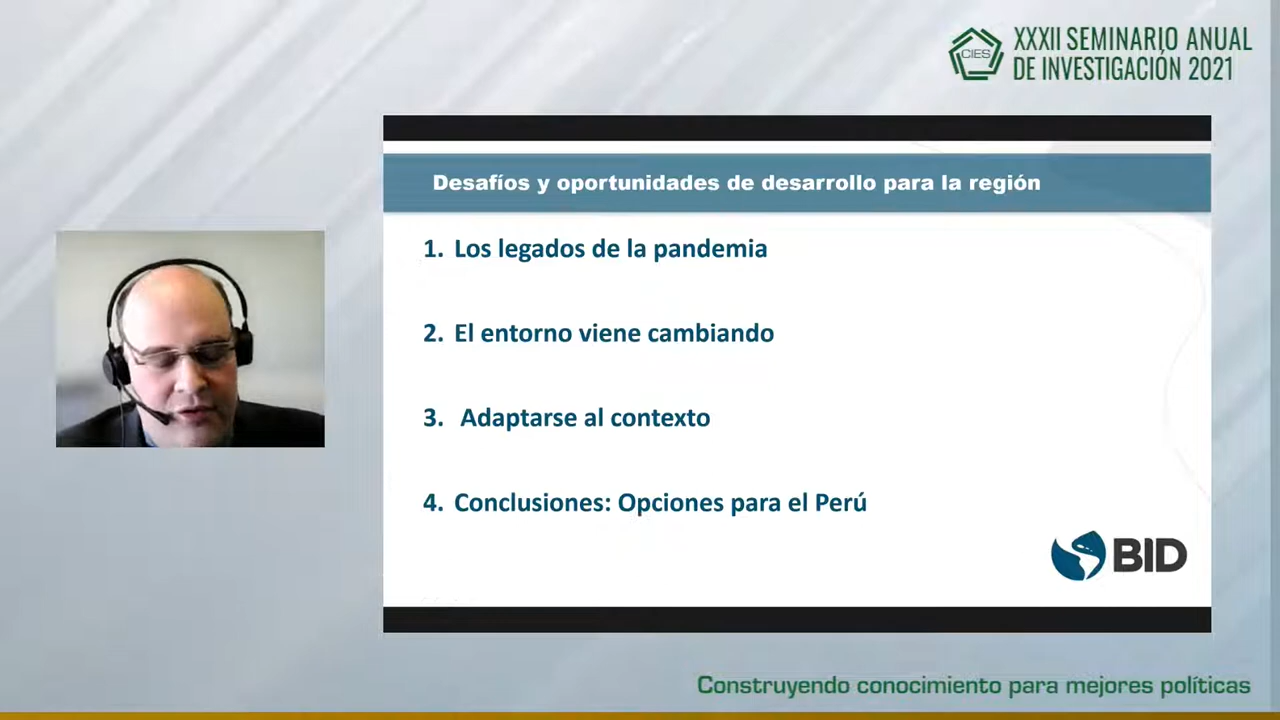 CIES
XXXII SEMINARIO ANUAL
DE INVESTIGACIÓN 2021
Desafíos y oportunidades de desarrollo para la región
1. Los legados de la pandemia
2. El entorno viene cambiando
3. Adaptarse al contexto
4. Conclusiones: Opciones para el Perú
BID
Construyendo conocimiento para mejores políticas